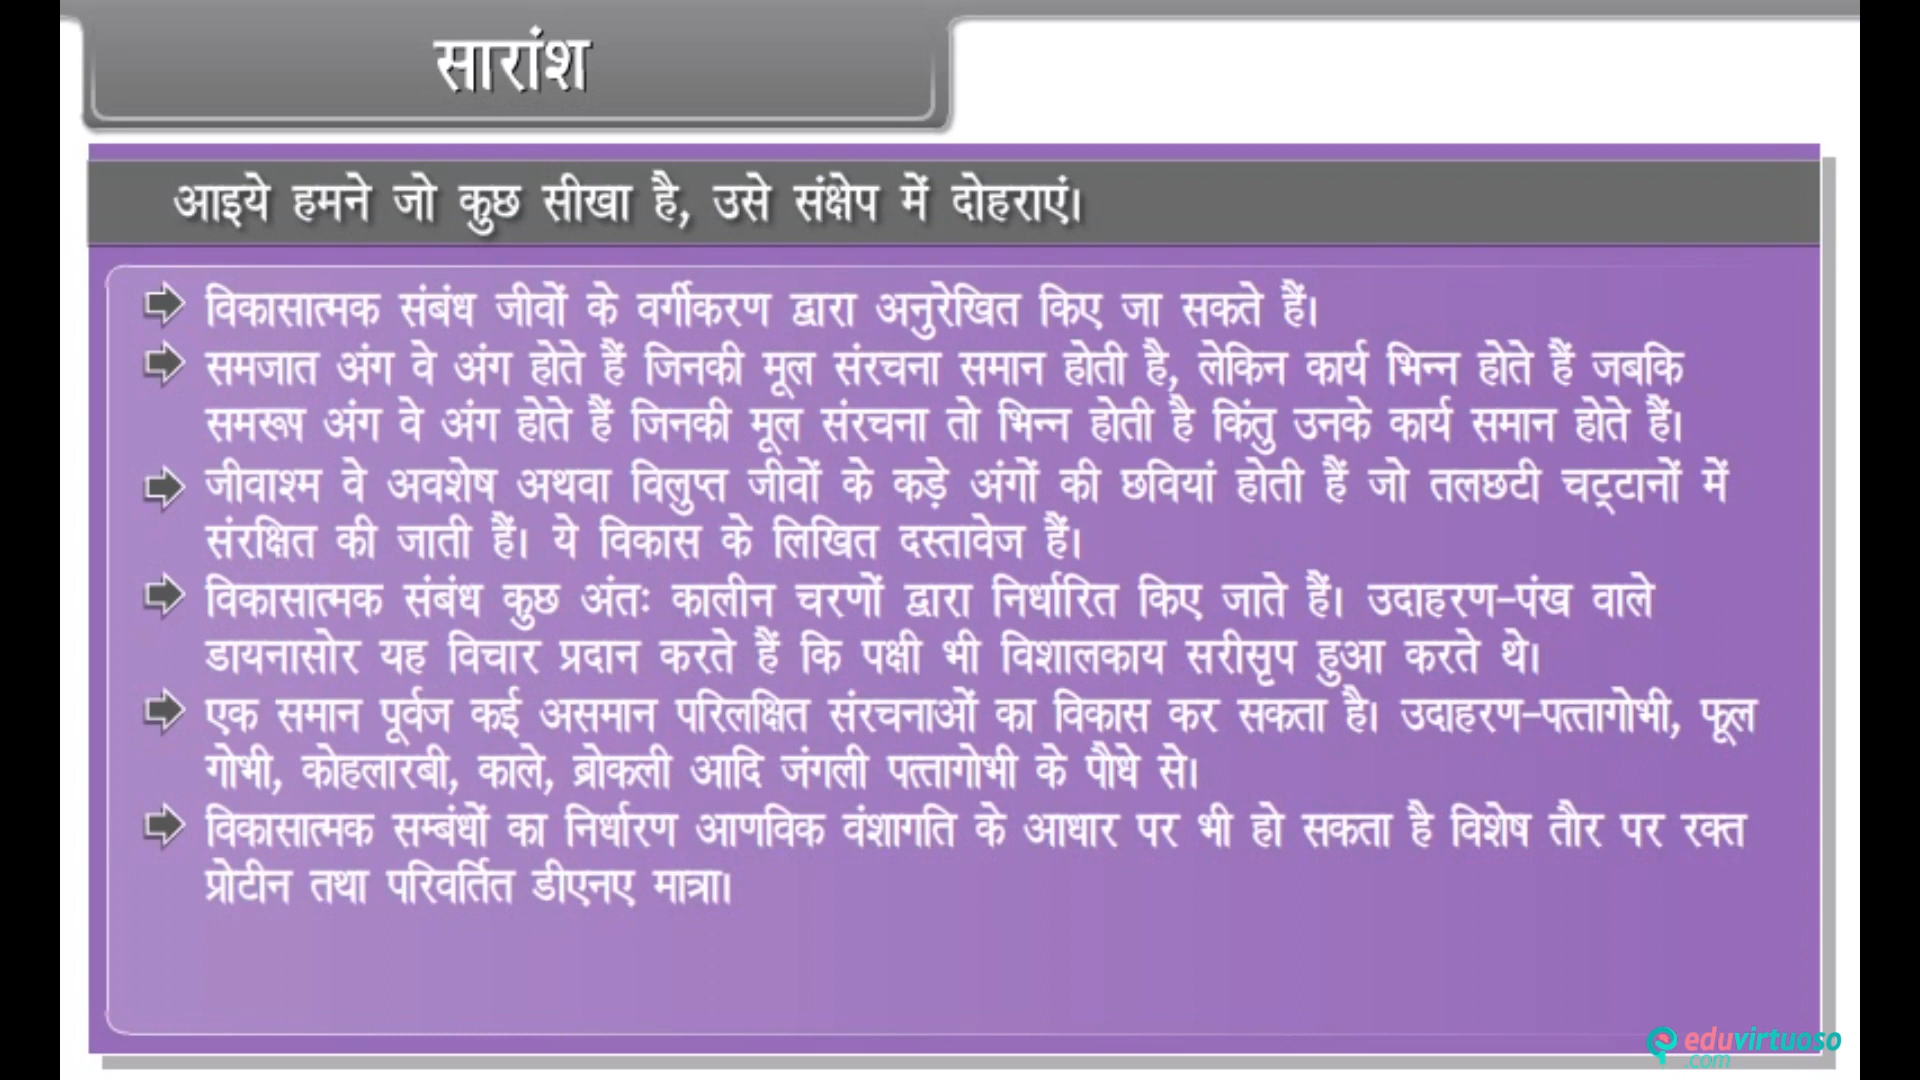 सारांश
आइये हमने जो कुछ सीखा है, उसे संक्षेप में दोहराएं।
विकासात्मक संबंध जीवों के वर्गीकरण द्वारा अनुरेखित किए जा सकते हैं।
समजात अंग वे अंग होते हैं जिनकी मूल संरचना समान होती है, लेकिन कार्य भिन्न होते हैं जबकि
समरूप अंग वे अंग होते हैं जिनकी मूल संरचना तो भिन्न होती है किंतु उनके कार्य समान होते हैं।
जीवाश्म वे अवशेष अथवा विलुप्त जीवों के कड़े अंगों की छवियां होती हैं जो तलछटी चट्टानों में
संरक्षित की जाती हैं। ये विकास के लिखित दस्तावेज हैं।
विकासात्मक संबंध कुछ अंतः कालीन चरणों द्वारा निर्धारित किए जाते हैं। उदाहरण-पंख वाले
डायनासोर यह विचार प्रदान करते हैं कि पक्षी भी विशालकाय सरीसृप हुआ करते थे।
एक समान पूर्वज कई असमान परिलक्षित संरचनाओं का विकास कर सकता है। उदाहरण-पत्तागोभी, फूल
गोभी, कोहलारबी, काले, ब्रोकली आदि जंगली पत्तागोभी के पौधे से।
विकासात्मक सम्बंधों का निर्धारण आणविक वंशागति के आधार पर भी हो सकता है विशेष तौर पर रक्त
प्रोटीन तथा परिवर्तित डीएनए मात्रा।
eduvirtuoso
.com